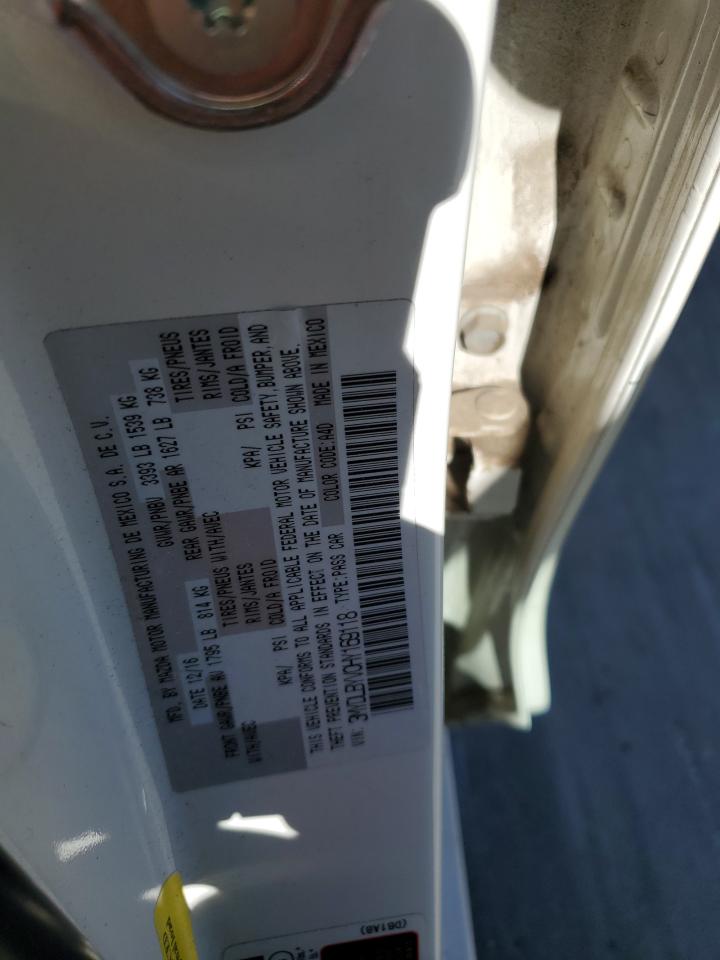 MFD. BY MAZDA MOTOR MANUFACTURING DE MEXICO S.A. DE C.V.
DATE 12/16 GVWR/PNBV 3393 LB 1539 KG
FRONT GAWR/PNBE AV 1795 LB 814 KG REAR GAWR/PNBE AR 1627 LB 738 KG
WITH/AVEC TIRES/PNEUS WITH/AVEC TIRES/PNEUS
RIMS/JANTES RIMS/JANTES
KPA/ PSI COLD/A FROID KPA/ PSI COLD/A FROID
THIS VEHICLE CONFORMS TO ALL APPLICABLE FEDERAL MOTOR VEHICLE SAFETY, BUMPER, AND
THEFT PREVENTION STANDARDS IN EFFECT ON THE DATE OF MANUFACTURE SHOWN ABOVE.
VIN: 3MYDLBYV0HY169118 TYPE:PASS CAR COLOR CODE:A4D MADE IN MEXICO
(DB1A8)